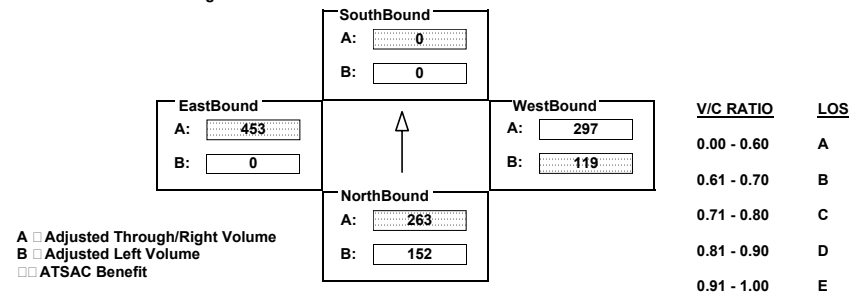 SouthBound
A: 0
B: 0
EastBound
A: 453
B: 0
WestBound
A: 297
B: 119
NorthBound
A: 263
B: 152
A □ Adjusted Through/Right Volume
B □ Adjusted Left Volume
□□ ATSAC Benefit
V/C RATIO LOS
0.00 - 0.60 A
0.61 - 0.70 B
0.71 - 0.80 C
0.81 - 0.90 D
0.91 - 1.00 E